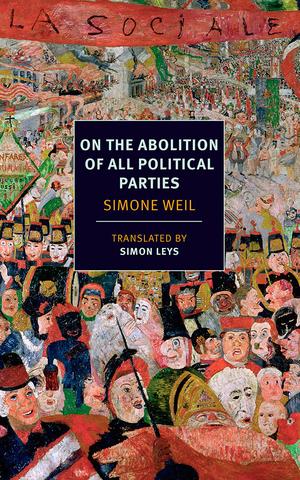 LA SOCIALE
ON THE ABOLITION
OF ALL POLITICAL
PARTIES
SIMONE WEIL
TRANSLATED BY
SIMON LEYS